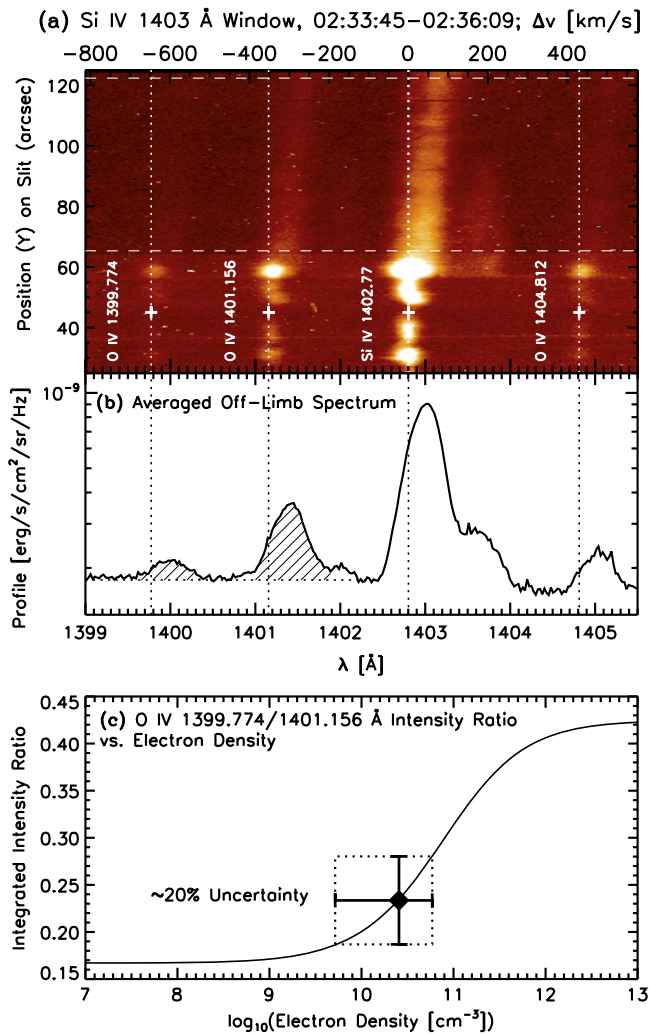 (a) Si IV 1403 Å Window, 02:33:45–02:36:09; Δv [km/s]
-800 -600 -400 -200 0 200 400
Position (Y) on Slit (arcsec)
120
100
80
60
40
O IV 1399.774
O IV 1401.156
Si IV 1402.77
O IV 1404.812
10⁻⁹
(b) Averaged Off-Limb Spectrum
Profile [erg/s/cm²/sr/Hz]
1399 1400 1401 1402 1403 1404 1405
λ [Å]
(c) O IV 1399.774/1401.156 Å Intensity Ratio
vs. Electron Density
Integrated Intensity Ratio
0.45
0.40
0.35
0.30
0.25
0.20
0.15
~20% Uncertainty
7 8 9 10 11 12 13
log₁₀(Electron Density [cm⁻³])